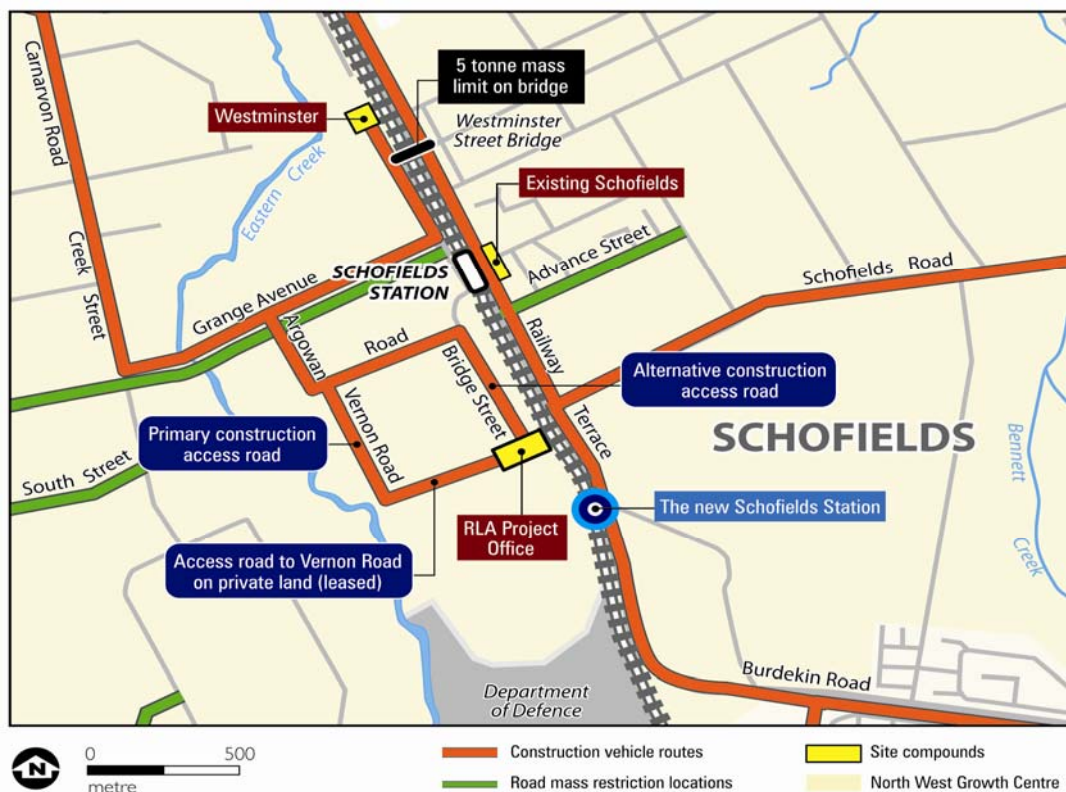 Carnarvon Road
Creek Street
Eastern Creek
Westminster
5 tonne mass
limit on bridge
Westminster
Street Bridge
Existing Schofields
SCHOFIELDS
STATION
Advance Street
Schofields Road
Grange Avenue
Argowan
Road
Bridge Street
Railway
Terrace
Alternative construction
access road
Vernon Road
Primary construction
access road
South Street
SCHOFIELDS
Bennett
Creek
The new Schofields Station
RLA Project
Office
Access road to Vernon Road
on private land (leased)
Department
of Defence
Burdekin Road
N
0 500
metre
Construction vehicle routes
Road mass restriction locations
Site compounds
North West Growth Centre